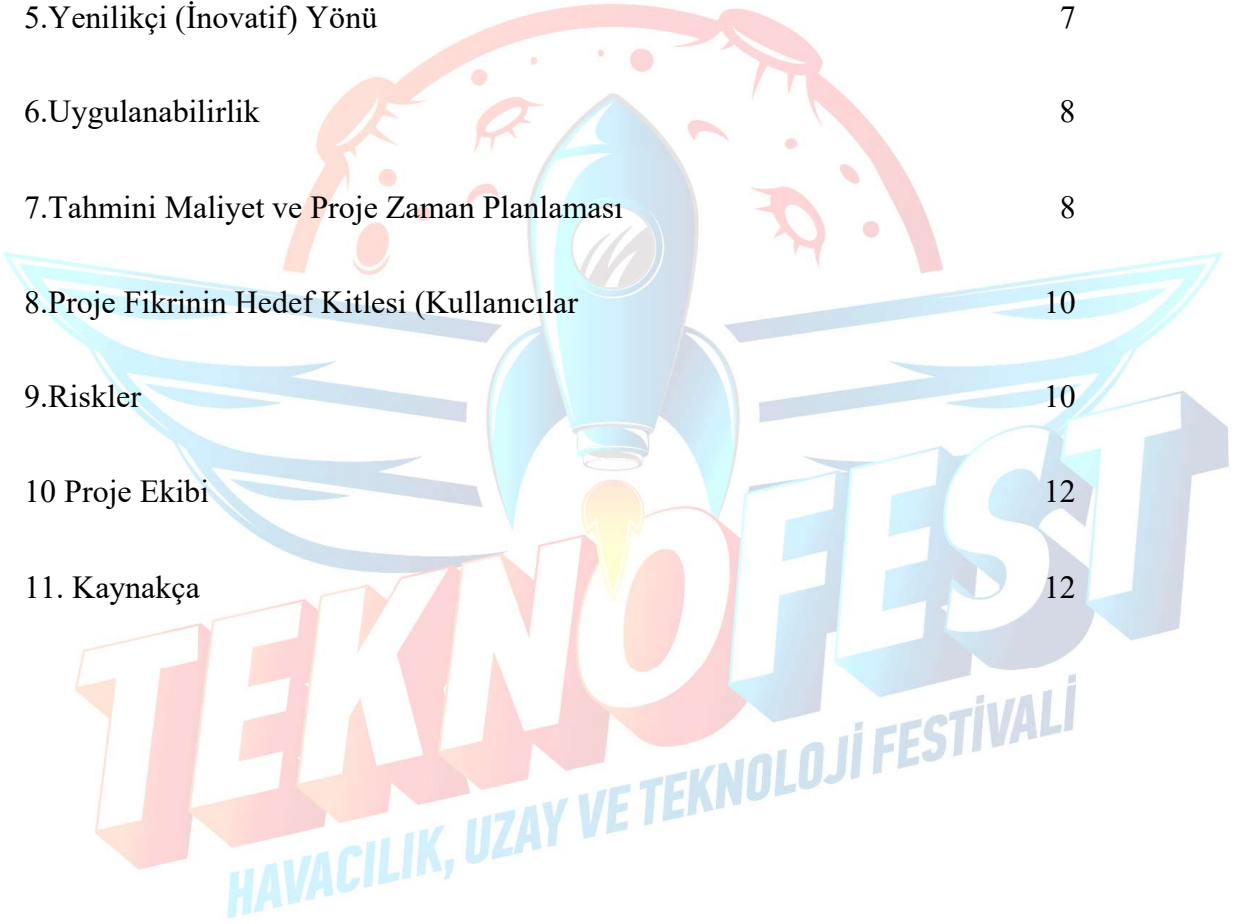 5.Yenilikçi (İnovatif) Yönü 7
6.Uygulanabilirlik 8
7.Tahmini Maliyet ve Proje Zaman Planlaması 8
8.Proje Fikrinin Hedef Kitlesi (Kullanıcılar 10
9.Riskler 10
10 Proje Ekibi 12
11. Kaynakça 12
TEKNOFEST
HAVACILIK, UZAY VE TEKNOLOJİ FESTİVALİ